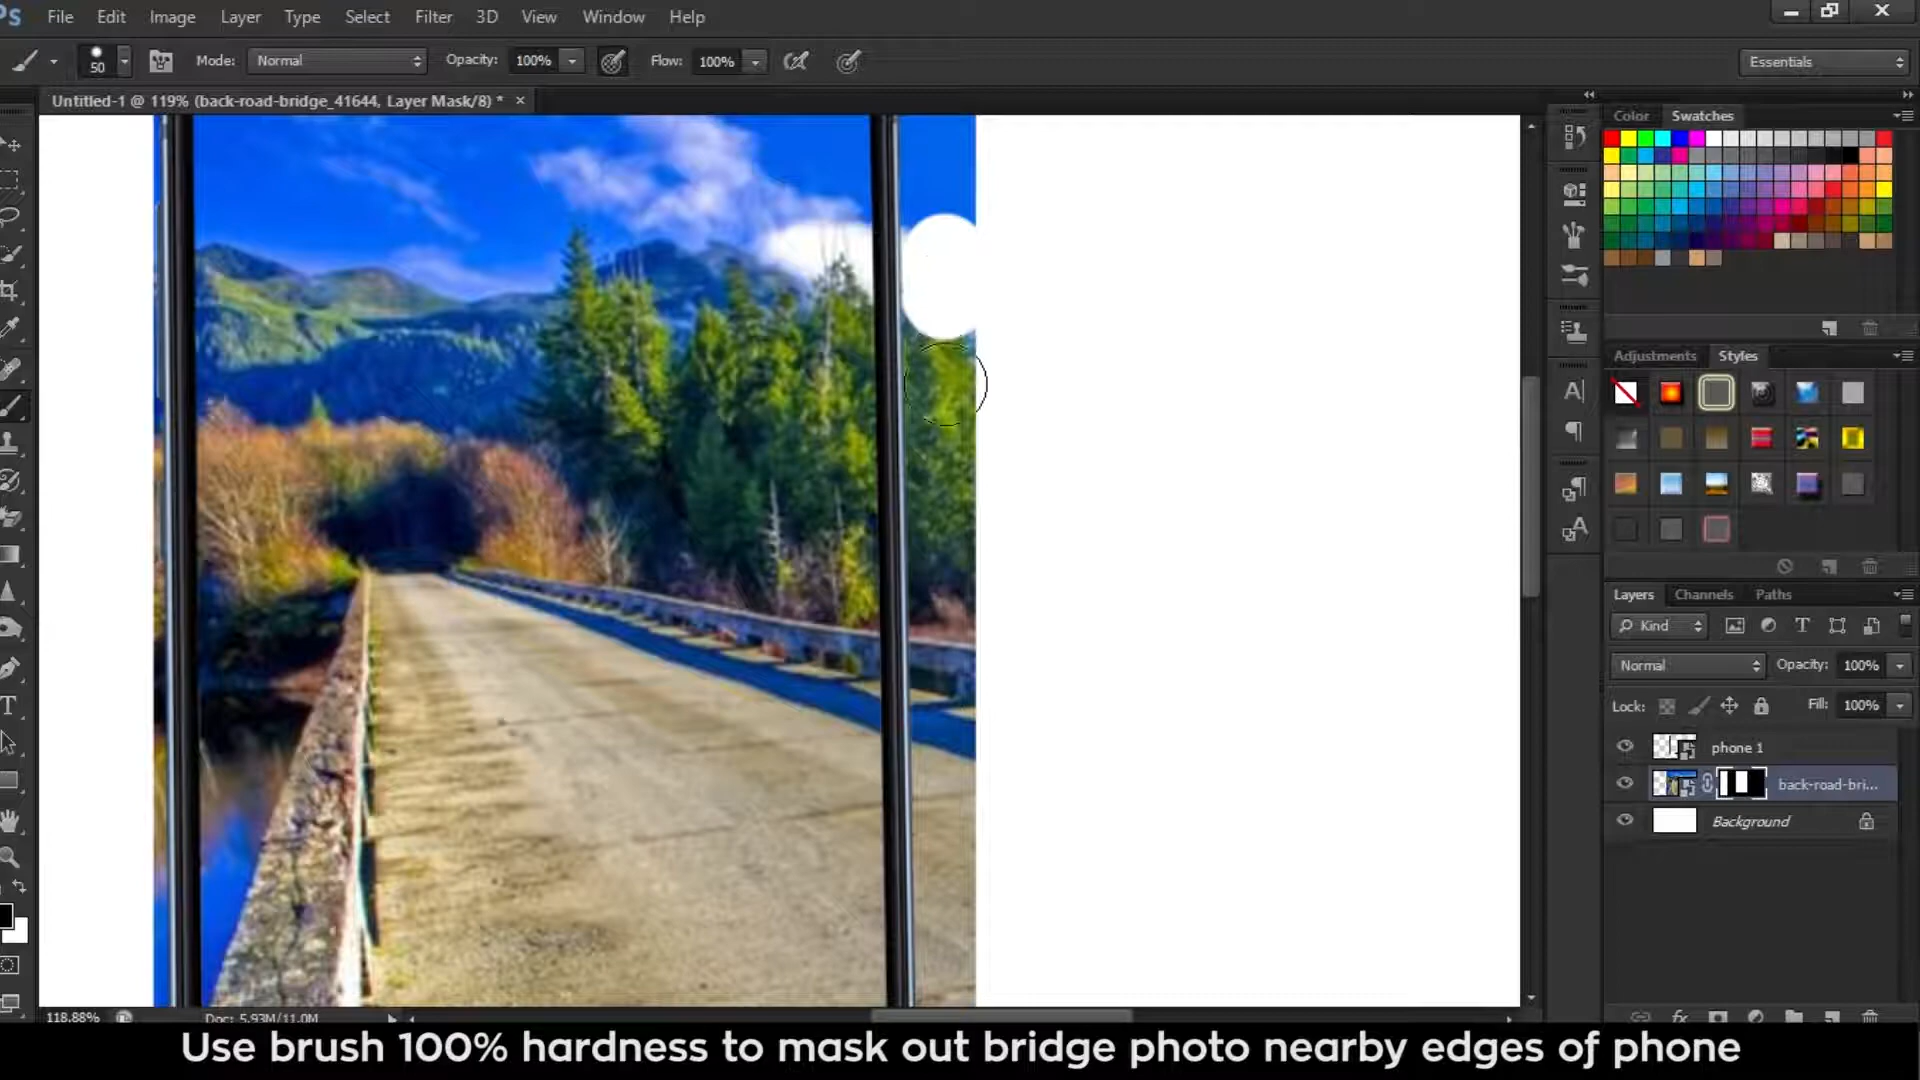 Ps File Edit Image Layer Type Select Filter 3D View Window Help
50 Mode: Normal Opacity: 100% Flow: 100% Essentials
Untitled-1 @ 119% (back-road-bridge_41644, Layer Mask/8) * ×
Color Swatches
Adjustments Styles
Layers Channels Paths
Kind
Normal Opacity: 100%
Lock: Fill: 100%
phone 1
back-road-bri...
Background
118.88% Doc: 5.93M/11.0M
Use brush 100% hardness to mask out bridge photo nearby edges of phone